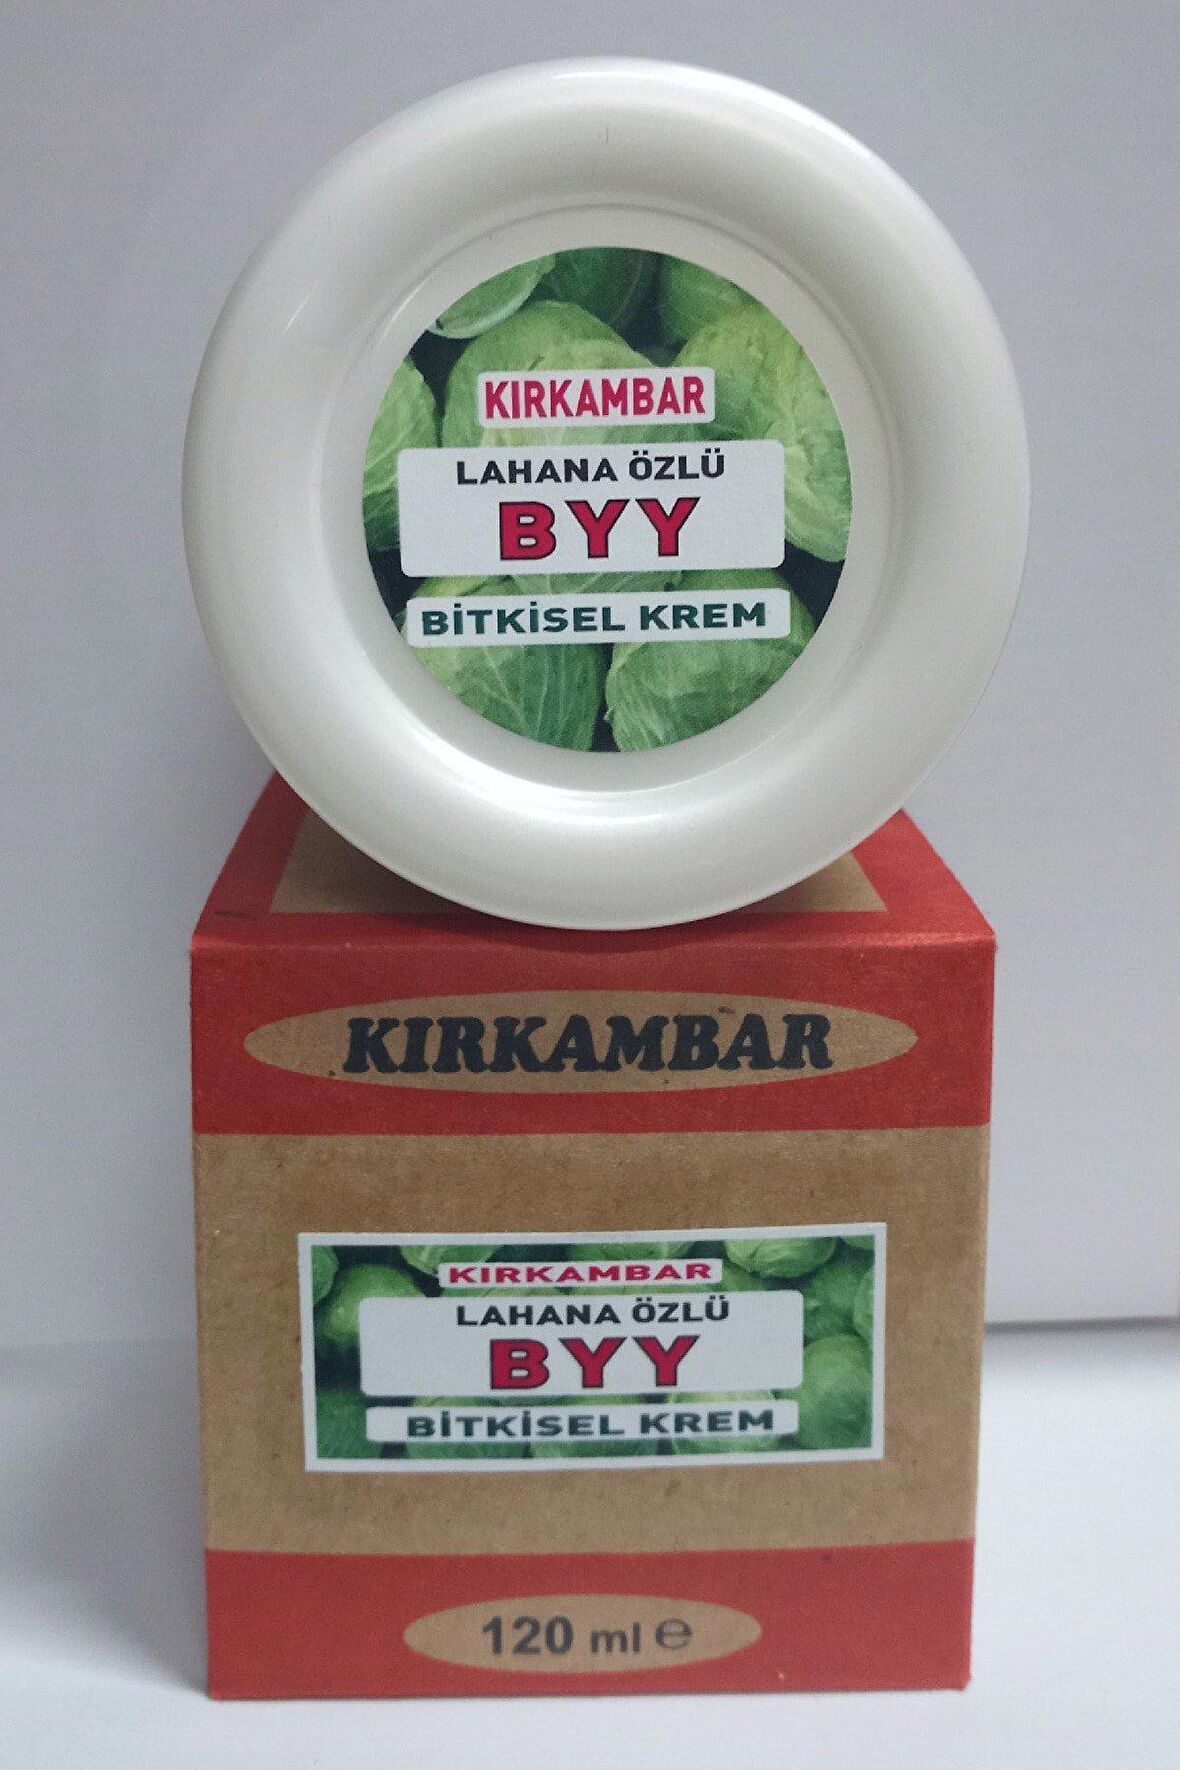 KIRKAMBAR
LAHANA ÖZLÜ
BYY
BİTKİSEL KREM
KIRKAMBAR
KIRKAMBAR
LAHANA ÖZLÜ
BYY
BİTKİSEL KREM
120 ml ℮